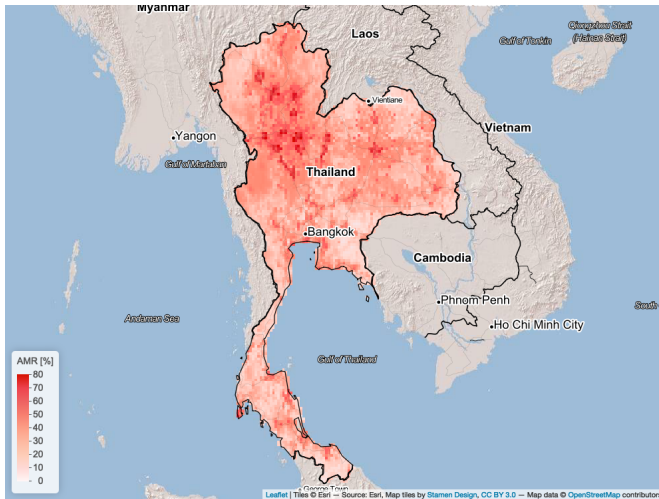 Myanmar
Laos
Qiongzhou Strait
(Hainan Strait)
Gulf of Tonkin
Vientiane
Vietnam
Yangon
Gulf of Martaban
Thailand
Bangkok
Cambodia
Phnom Penh
Andaman Sea
South
Ho Chi Minh City
Gulf of Thailand
AMR [%]
80
70
60
50
40
30
20
10
0
George Town
Leaflet | Tiles © Esri — Source: Esri, Map tiles by Stamen Design, CC BY 3.0 — Map data © OpenStreetMap contributor